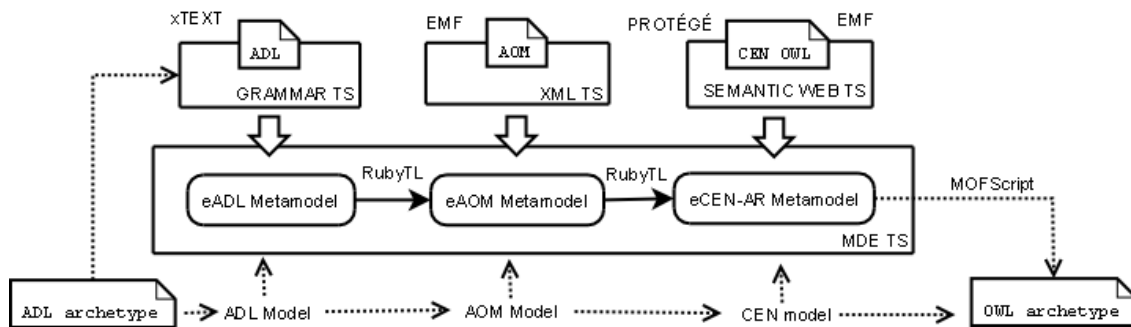 xTEXT
EMF
PROTÉGÉ
EMF
ADL
AOM
CEN OWL
GRAMMAR TS
XML TS
SEMANTIC WEB TS
RubyTL
RubyTL
MOFScript
eADL Metamodel
eAOM Metamodel
eCEN-AR Metamodel
MDE TS
ADL archetype
ADL Model
AOM Model
CEN model
OWL archetype